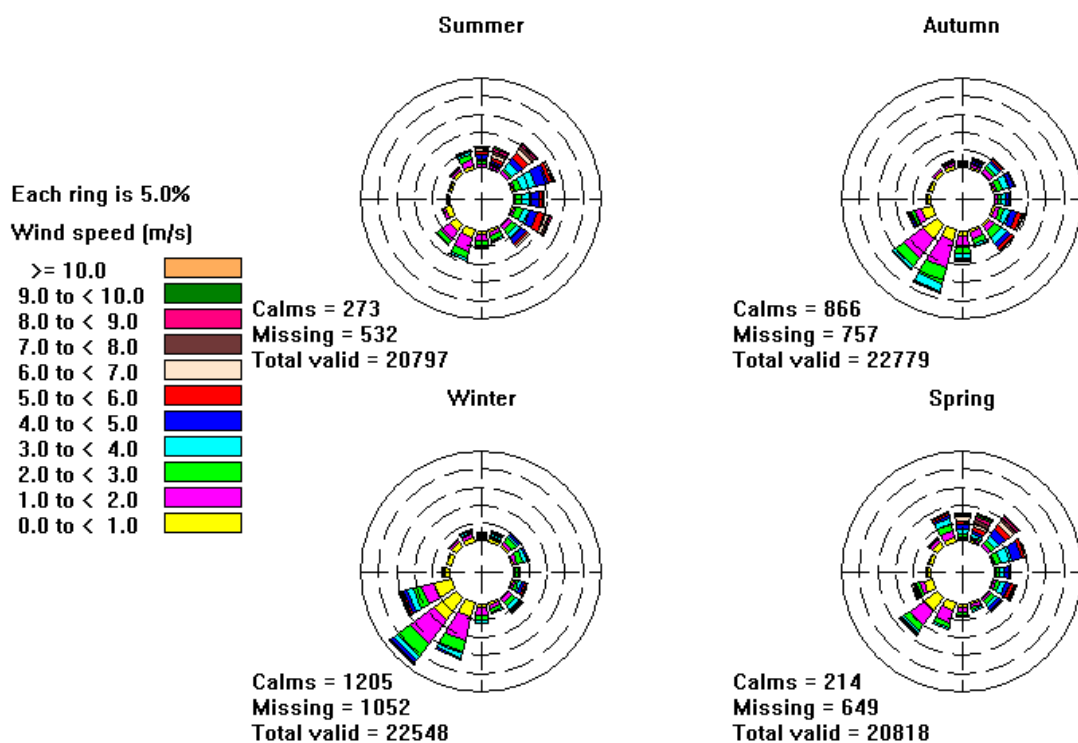 Summer
Autumn
Each ring is 5.0%
Wind speed (m/s)
>= 10.0
9.0 to < 10.0
8.0 to < 9.0
7.0 to < 8.0
6.0 to < 7.0
5.0 to < 6.0
4.0 to < 5.0
3.0 to < 4.0
2.0 to < 3.0
1.0 to < 2.0
0.0 to < 1.0
Calms = 273
Missing = 532
Total valid = 20797
Calms = 866
Missing = 757
Total valid = 22779
Winter
Spring
Calms = 1205
Missing = 1052
Total valid = 22548
Calms = 214
Missing = 649
Total valid = 20818